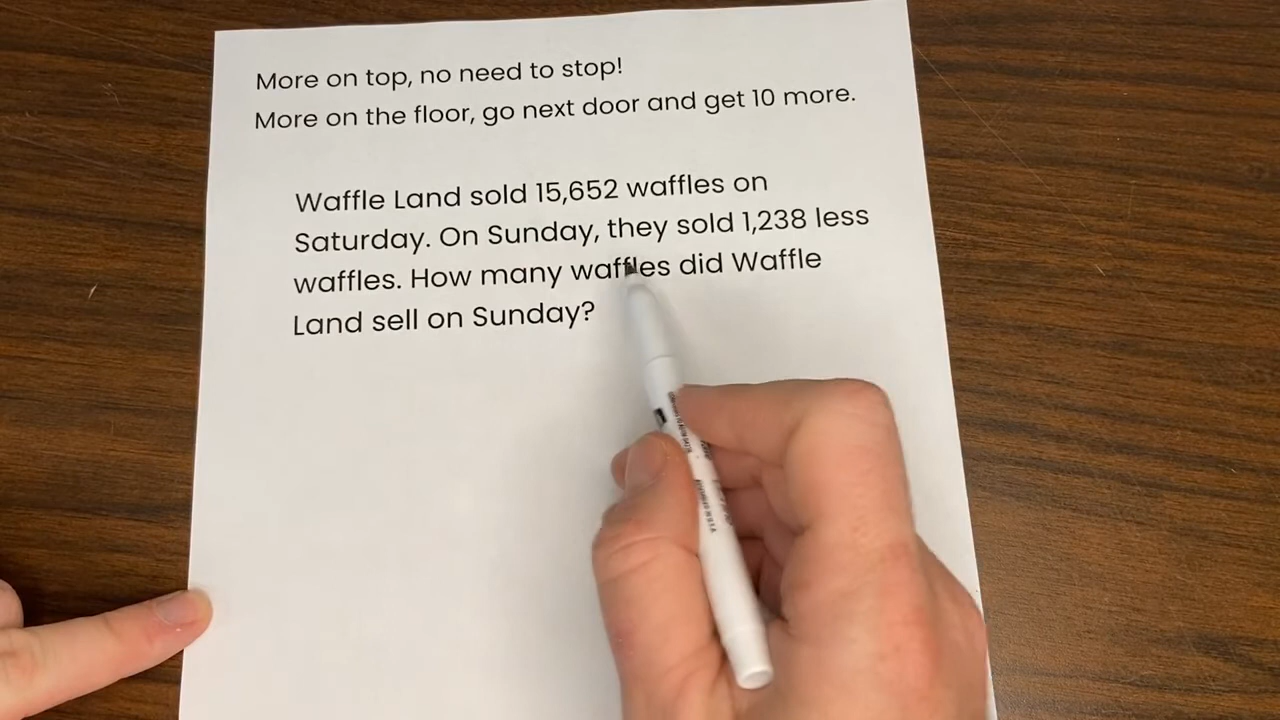 More on top, no need to stop!
More on the floor, go next door and get 10 more.
Waffle Land sold 15,652 waffles on
Saturday. On Sunday, they sold 1,238 less
waffles. How many waffles did Waffle
Land sell on Sunday?